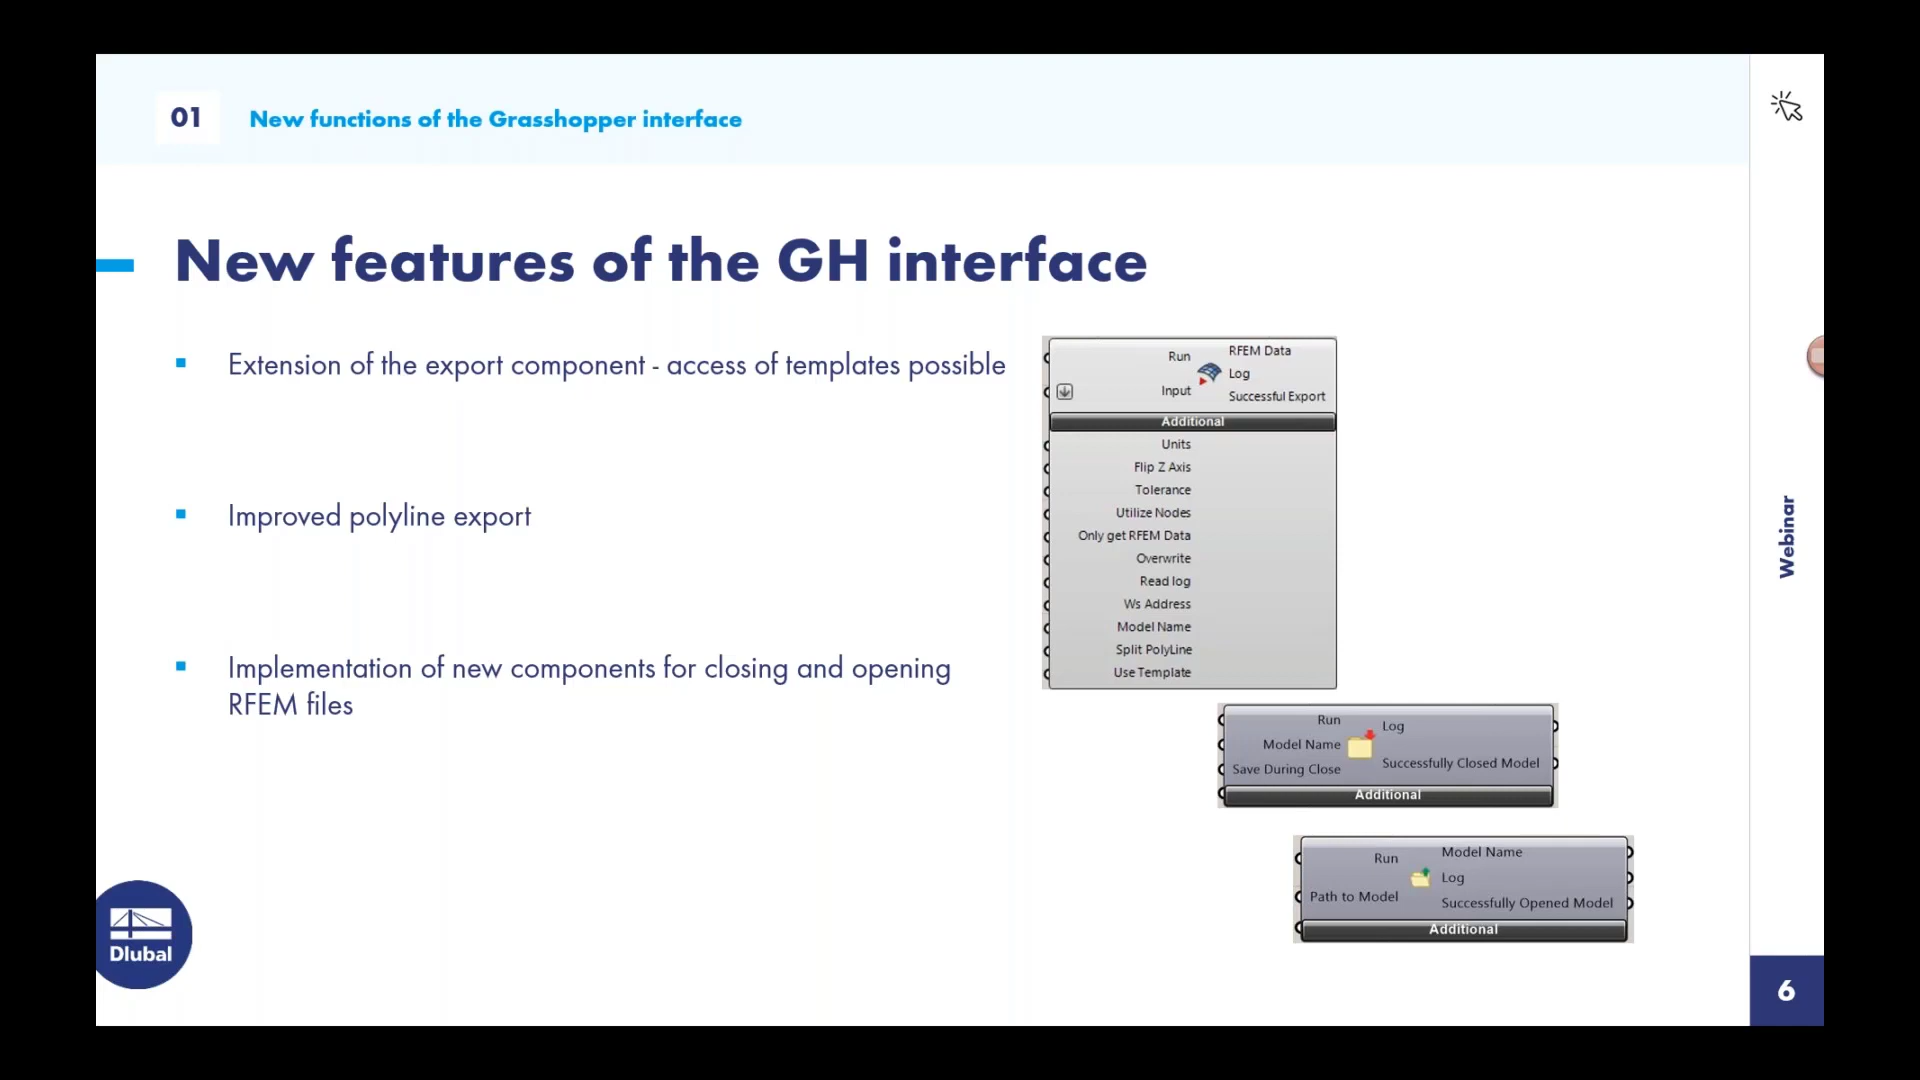 01
New functions of the Grasshopper interface
New features of the GH interface
Extension of the export component - access of templates possible
Improved polyline export
Implementation of new components for closing and opening
RFEM files
Run
Input
RFEM Data
Log
Successful Export
Additional
Units
Flip Z Axis
Tolerance
Utilize Nodes
Only get RFEM Data
Overwrite
Read log
Ws Address
Model Name
Split PolyLine
Use Template
Run
Model Name
Save During Close
Log
Successfully Closed Model
Additional
Run
Path to Model
Model Name
Log
Successfully Opened Model
Additional
Webinar
Dlubal
6